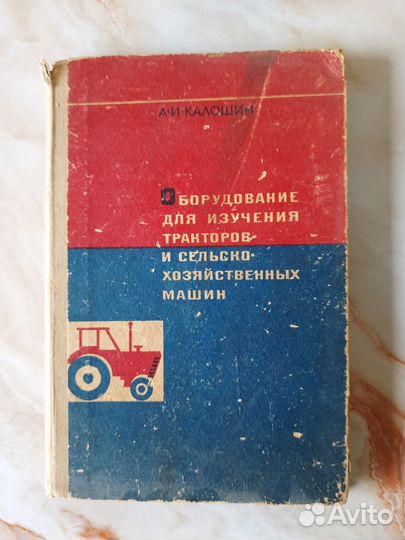 А·И·КАЛОШИН
ОБОРУДОВАНИЕ
ДЛЯ ИЗУЧЕНИЯ
ТРАКТОРОВ
И СЕЛЬСКО-
ХОЗЯЙСТВЕННЫХ
МАШИН
Avito